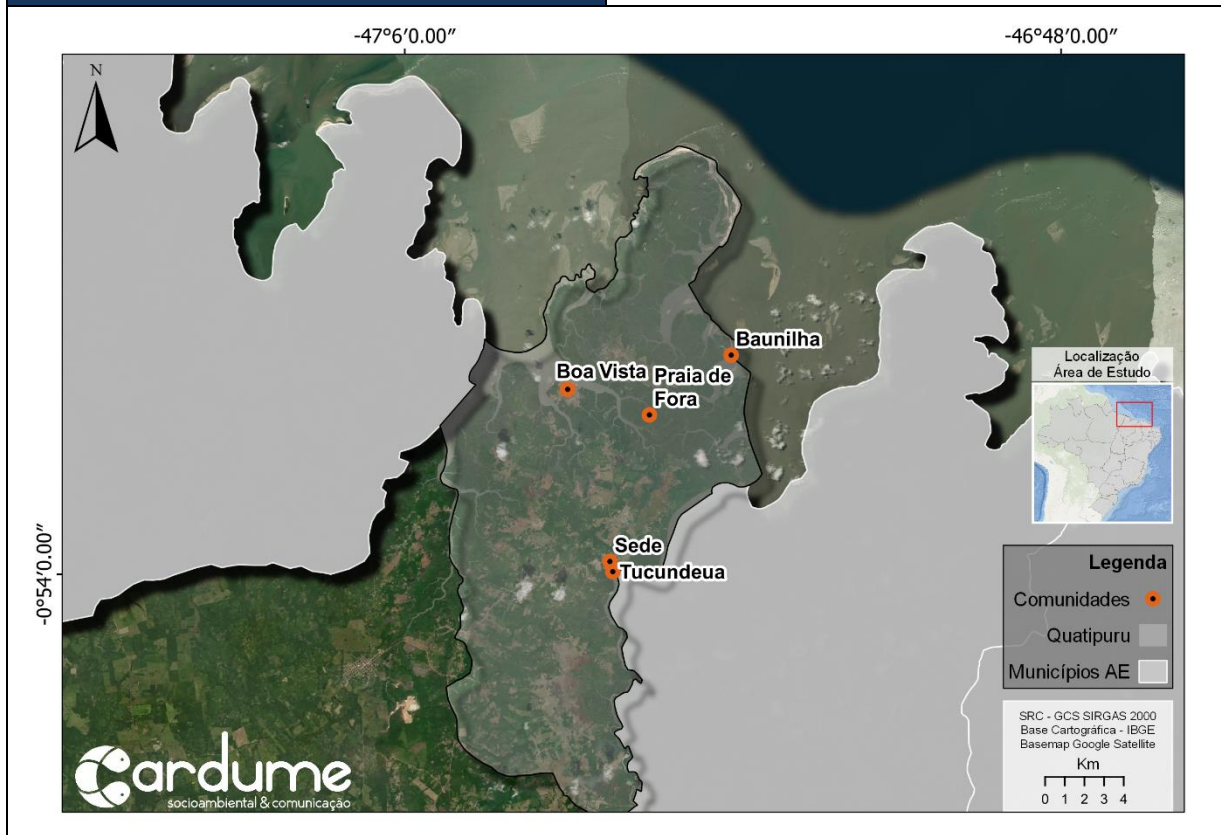 -47°6′0.00″
-46°48′0.00″
N
Baunilha
Boa Vista
Praia de
Fora
Localização
Área de Estudo
Sede
Tucundeua
-0°54′0.00″
Legenda
Comunidades
Quatipuru
Municípios AE
SRC - GCS SIRGAS 2000
Base Cartográfica - IBGE
Basemap Google Satellite
Km
0 1 2 3 4
Cardume
socioambiental & comunicação